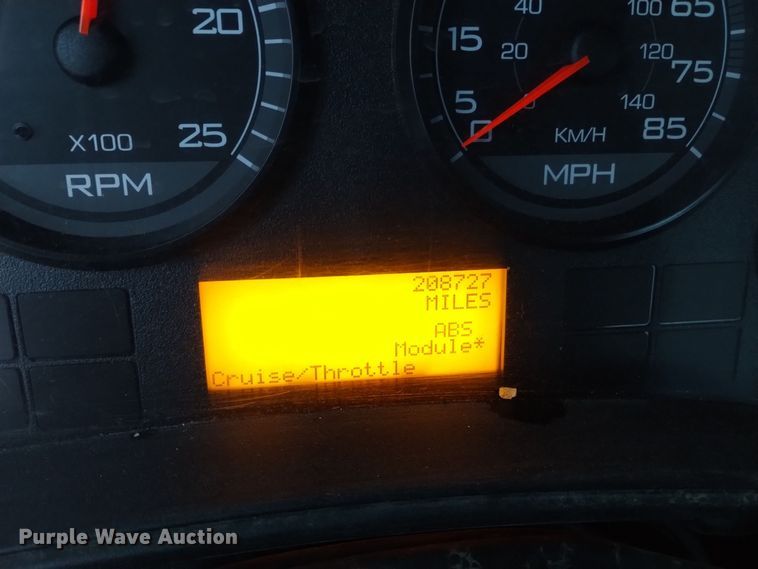 20
25
X100
RPM
40
100
65
15
20
120
75
5
0
0
140
85
KM/H
MPH
208727
MILES
ABS
Module*
Cruise/Throttle
Purple Wave Auction